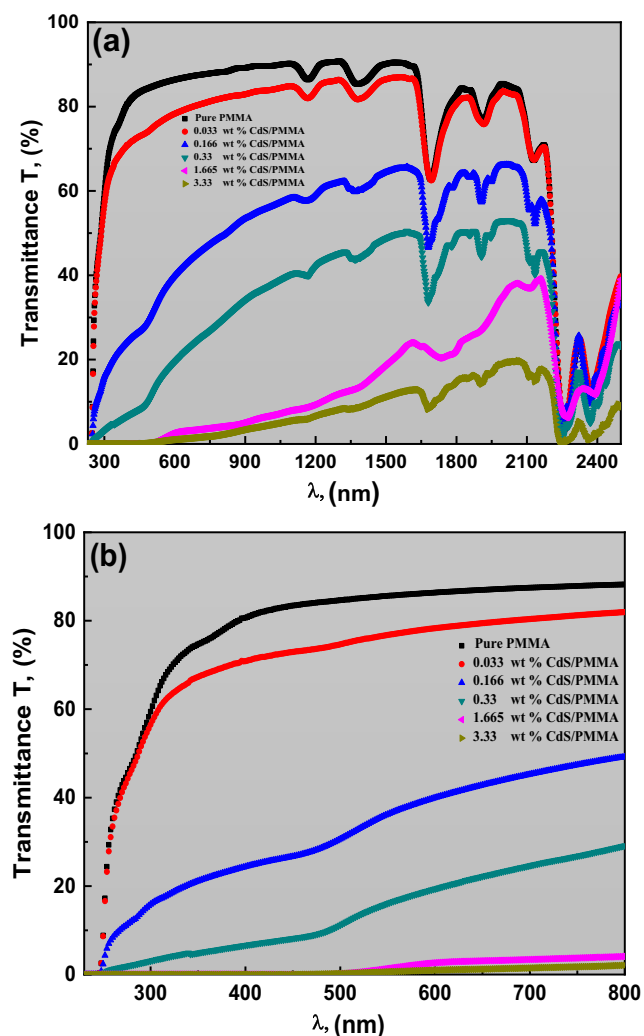 (a)
100
80
60
40
20
0
Transmittance T, (%)
Pure PMMA
0.033 wt % CdS/PMMA
0.166 wt % CdS/PMMA
0.33 wt % CdS/PMMA
1.665 wt % CdS/PMMA
3.33 wt % CdS/PMMA
300 600 900 1200 1500 1800 2100 2400
λ, (nm)
(b)
100
80
60
40
20
0
Transmittance T, (%)
Pure PMMA
0.033 wt % CdS/PMMA
0.166 wt % CdS/PMMA
0.33 wt % CdS/PMMA
1.665 wt % CdS/PMMA
3.33 wt % CdS/PMMA
300 400 500 600 700 800
λ, (nm)